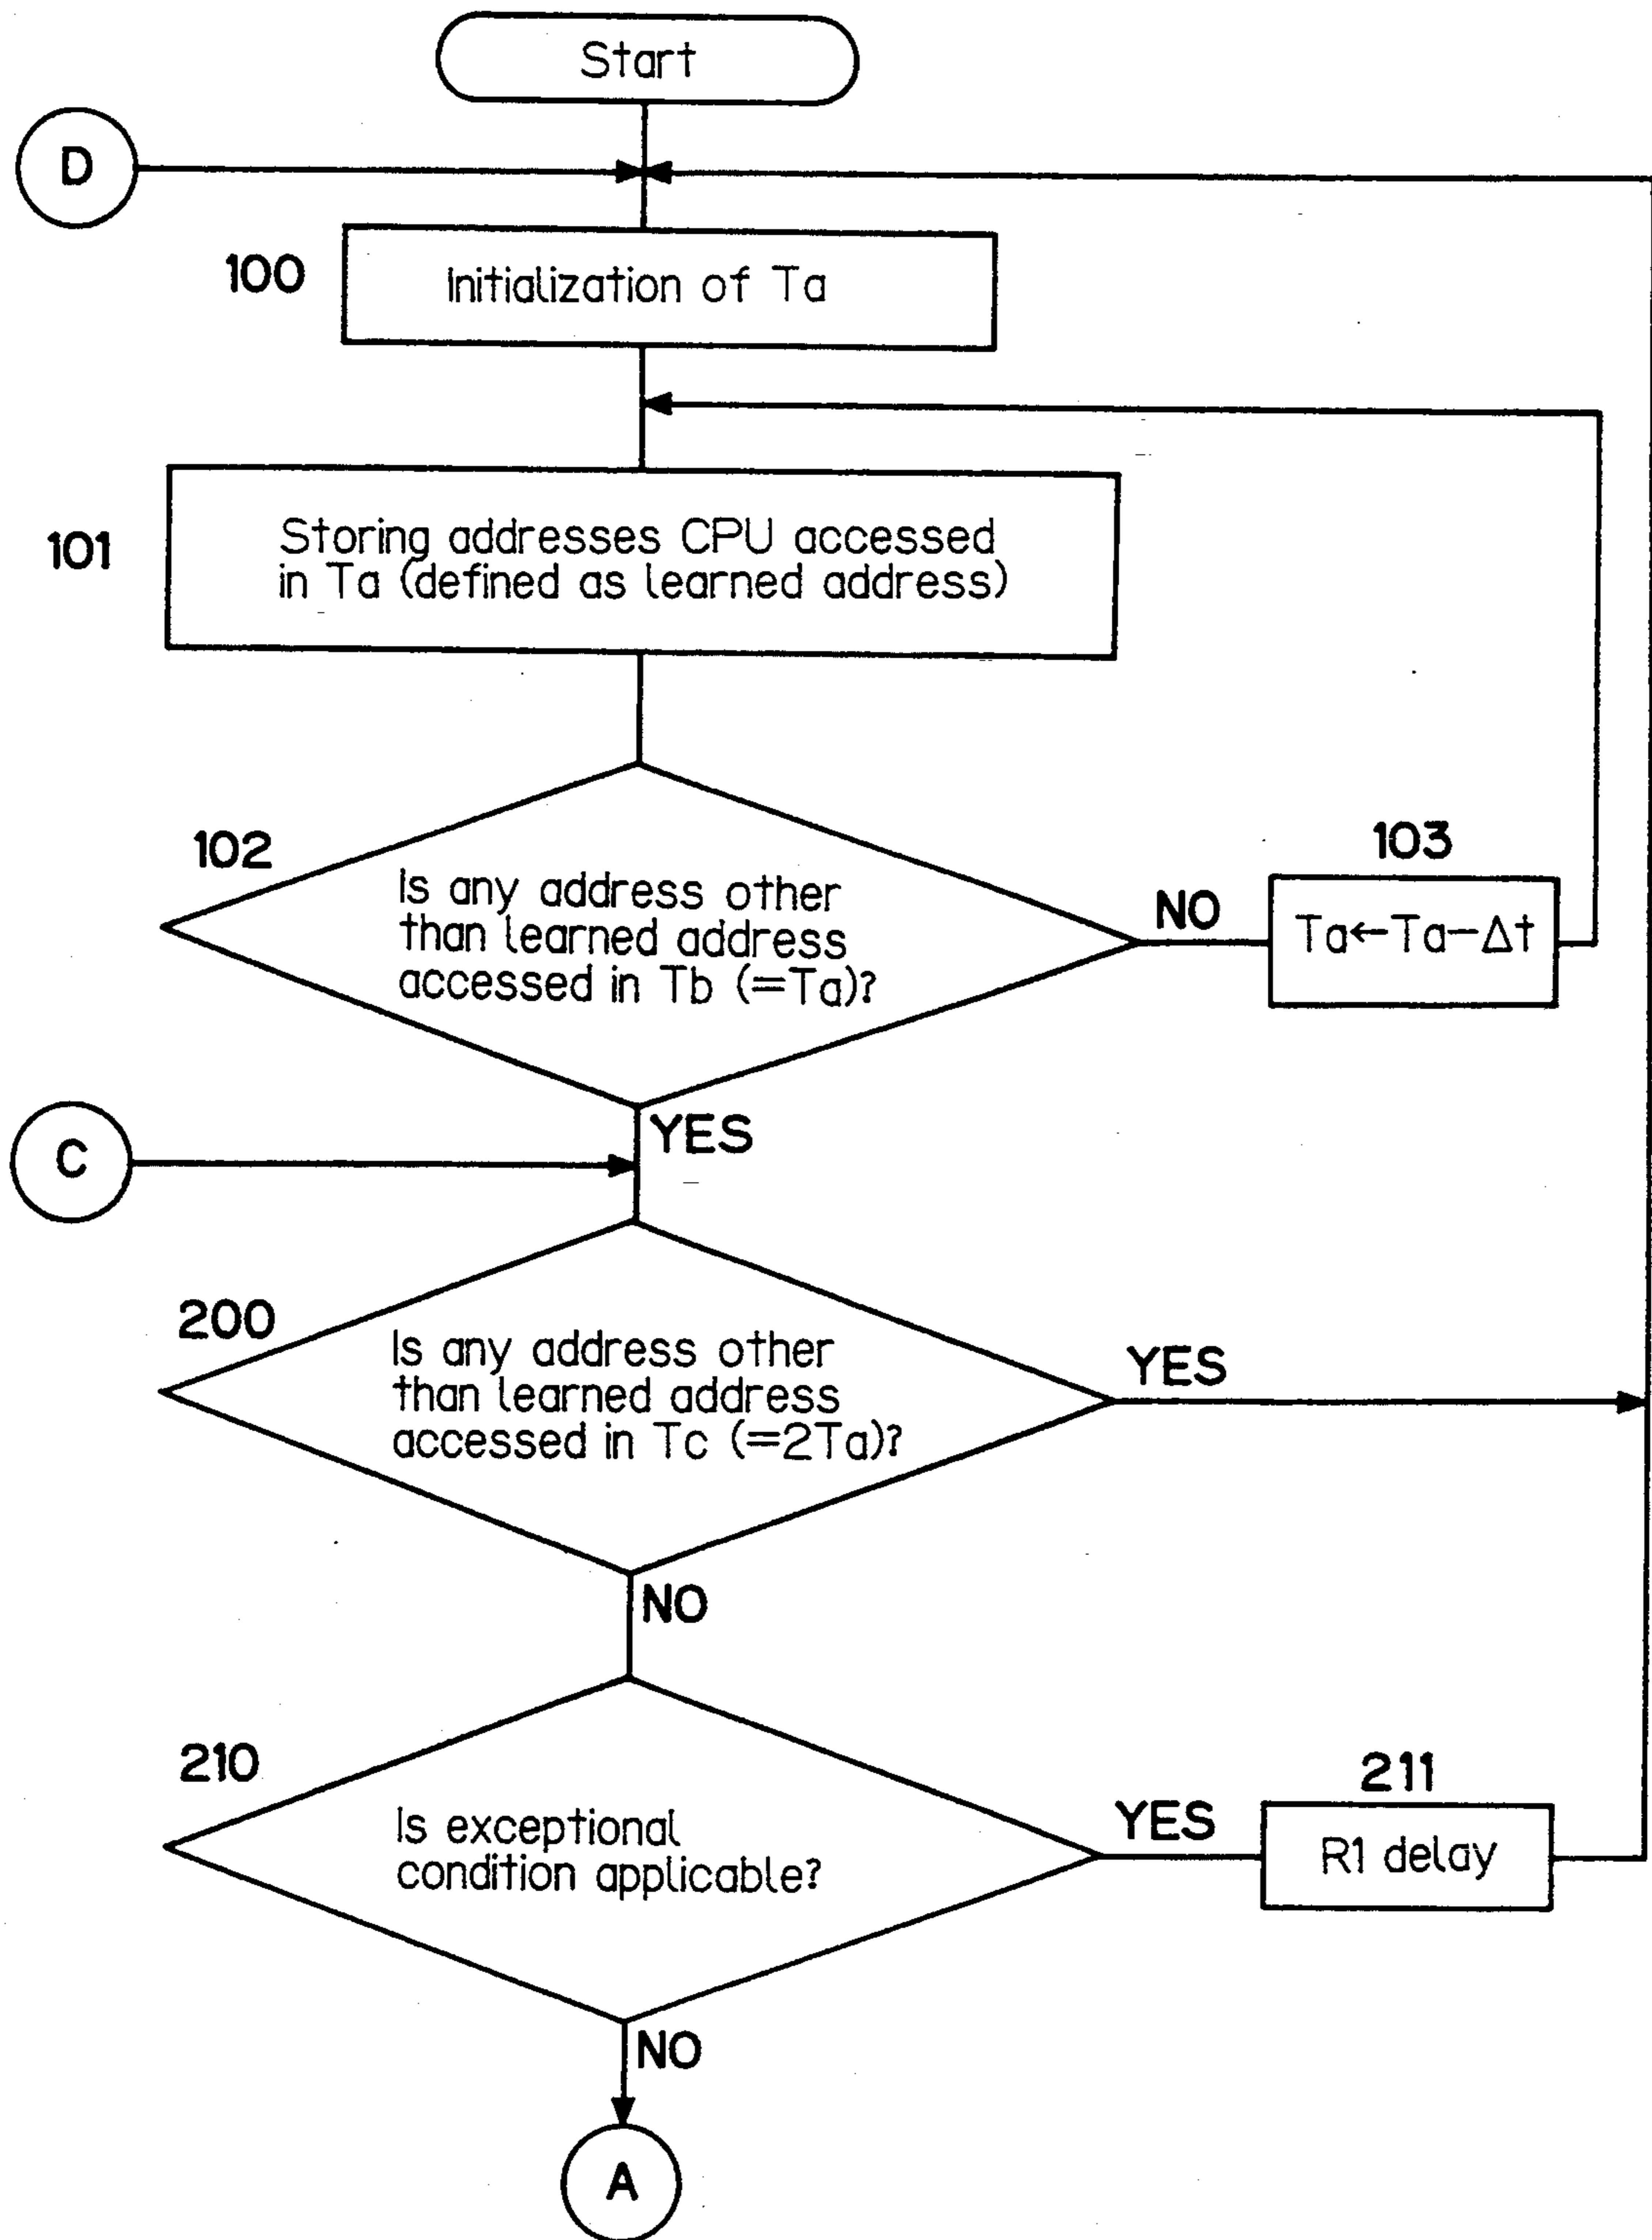 Start
D
100
Initialization of Ta
101
Storing addresses CPU accessed
in Ta (defined as learned address)
102
Is any address other
than learned address
accessed in Tb (=Ta)?
NO
103
Ta←Ta−Δt
YES
C
200
Is any address other
than learned address
accessed in Tc (=2Ta)?
YES
NO
210
Is exceptional
condition applicable?
YES
211
R1 delay
NO
A